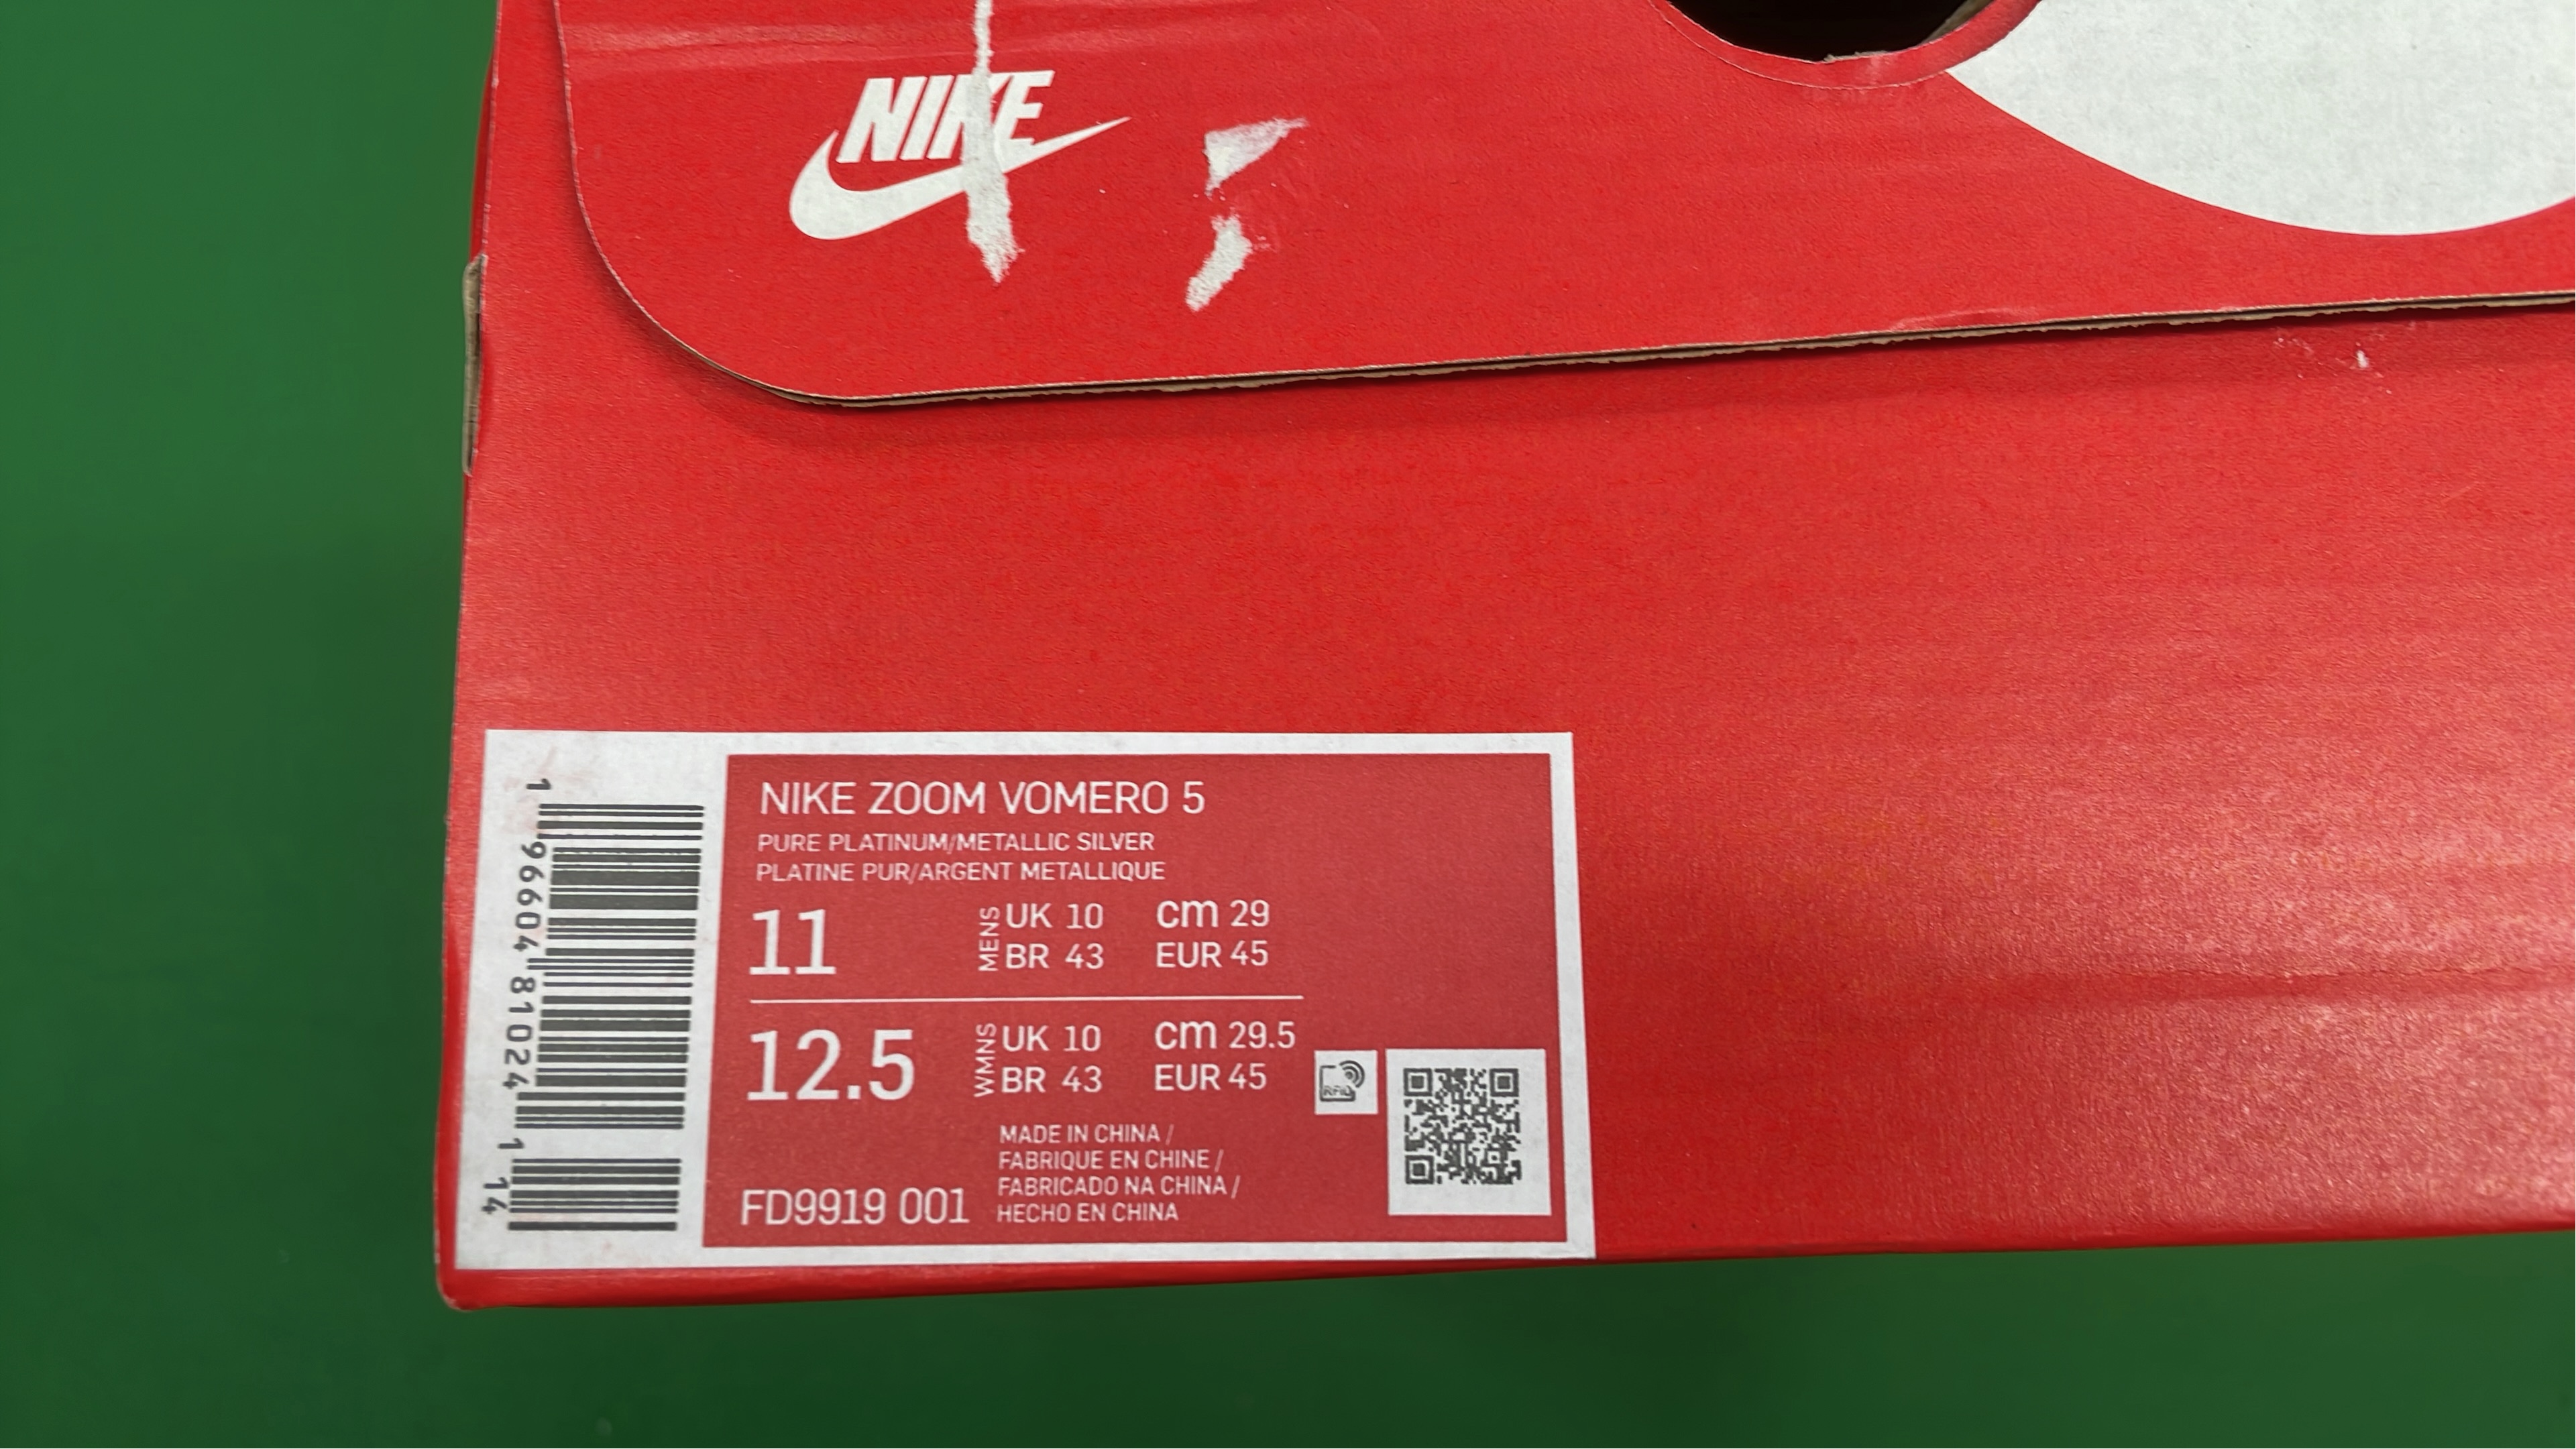 NIKE
NIKE ZOOM VOMERO 5
PURE PLATINUM/METALLIC SILVER
PLATINE PUR/ARGENT METALLIQUE
11 MENS UK 10 cm 29
BR 43 EUR 45
12.5 WMNS UK 10 cm 29.5
BR 43 EUR 45
MADE IN CHINA /
FABRIQUE EN CHINE /
FABRICADO NA CHINA /
HECHO EN CHINA
FD9919 001
RFID
1 96604 81024 1 14